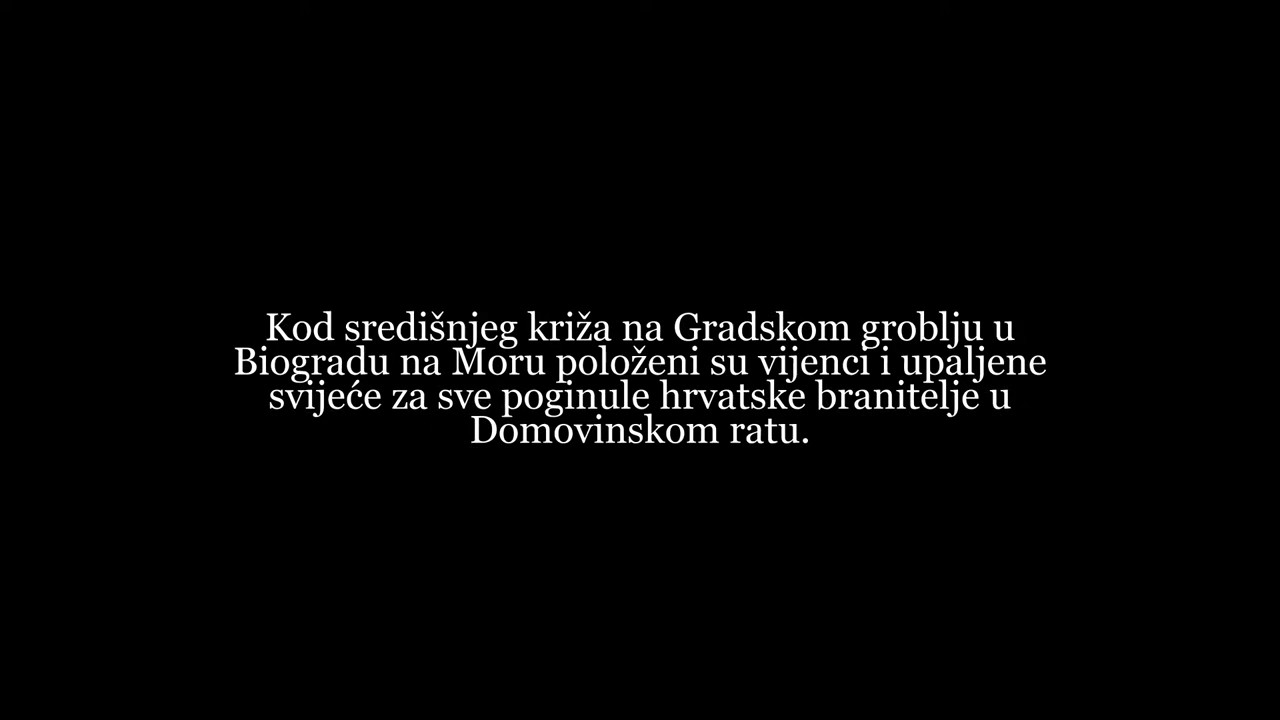 Kod središnjeg križa na Gradskom groblju u
Biogradu na Moru položeni su vijenci i upaljene
svijeće za sve poginule hrvatske branitelje u
Domovinskom ratu.